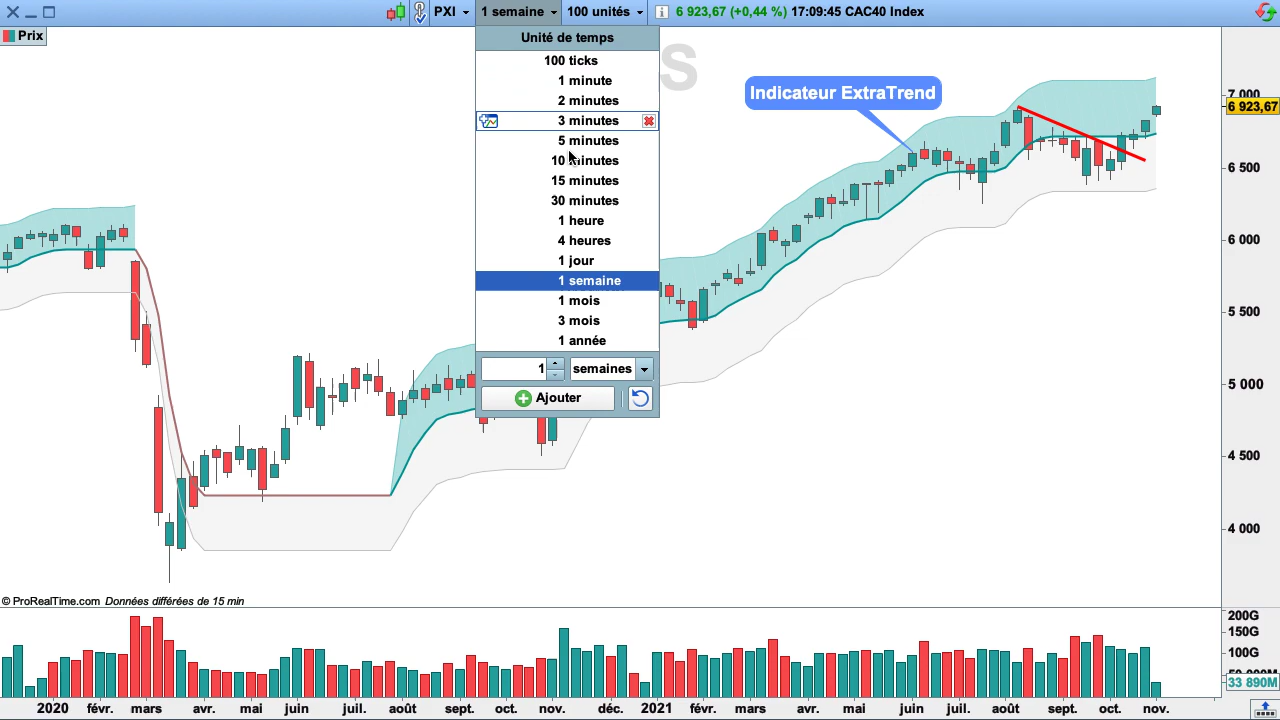 PXI
1 semaine
100 unités
6 923,67 (+0,44 %) 17:09:45 CAC40 Index
Prix
Unité de temps
100 ticks
1 minute
2 minutes
3 minutes
5 minutes
10 minutes
15 minutes
30 minutes
1 heure
4 heures
1 jour
1 semaine
1 mois
3 mois
1 année
1
semaines
Ajouter
S
Indicateur ExtraTrend
7 000
6 923,67
6 500
6 000
5 500
5 000
4 500
4 000
© ProRealTime.com Données différées de 15 min
200G
150G
100G
33 890M
2020 févr. mars avr. mai juin juil. août sept. oct. nov. déc. 2021 févr. mars avr. mai juin juil. août sept. oct. nov.